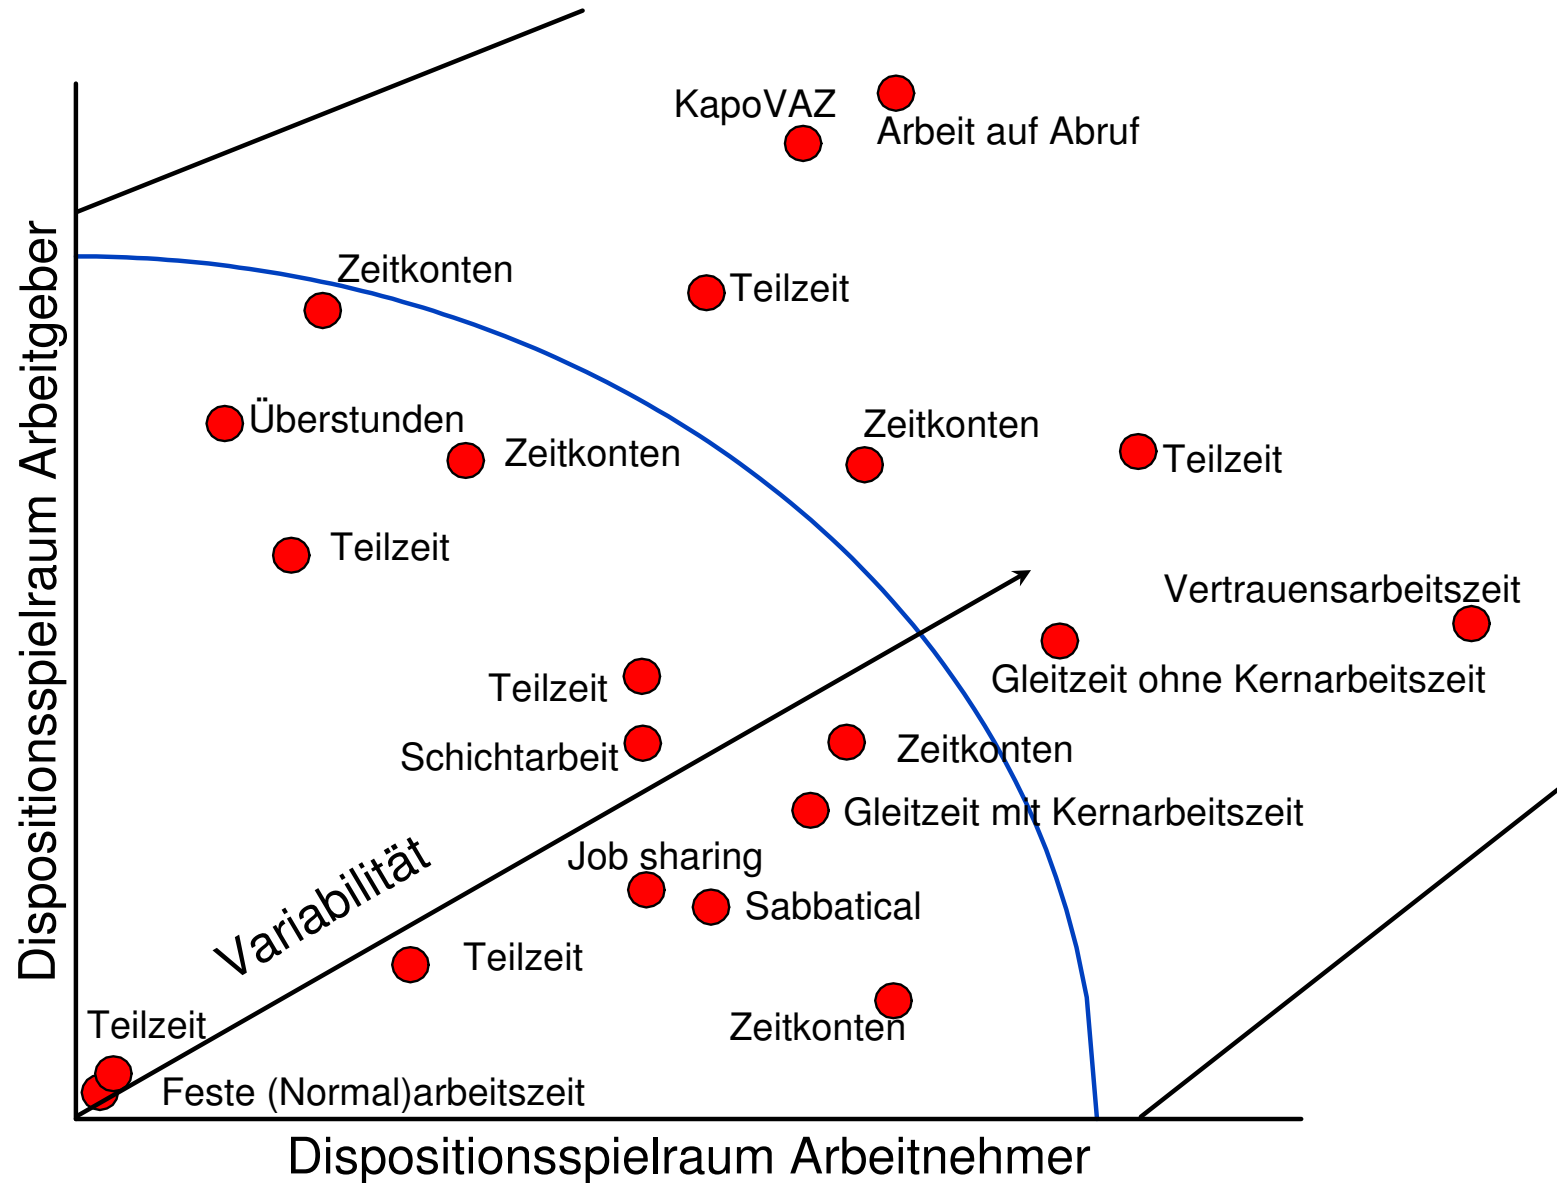 KapoVAZ
Arbeit auf Abruf
Zeitkonten
Teilzeit
Überstunden
Zeitkonten
Zeitkonten
Teilzeit
Teilzeit
Vertrauensarbeitszeit
Teilzeit
Gleitzeit ohne Kernarbeitszeit
Schichtarbeit
Zeitkonten
Gleitzeit mit Kernarbeitszeit
Job sharing
Sabbatical
Variabilität
Teilzeit
Zeitkonten
Teilzeit
Feste (Normal)arbeitszeit
Dispositionsspielraum Arbeitgeber
Dispositionsspielraum Arbeitnehmer